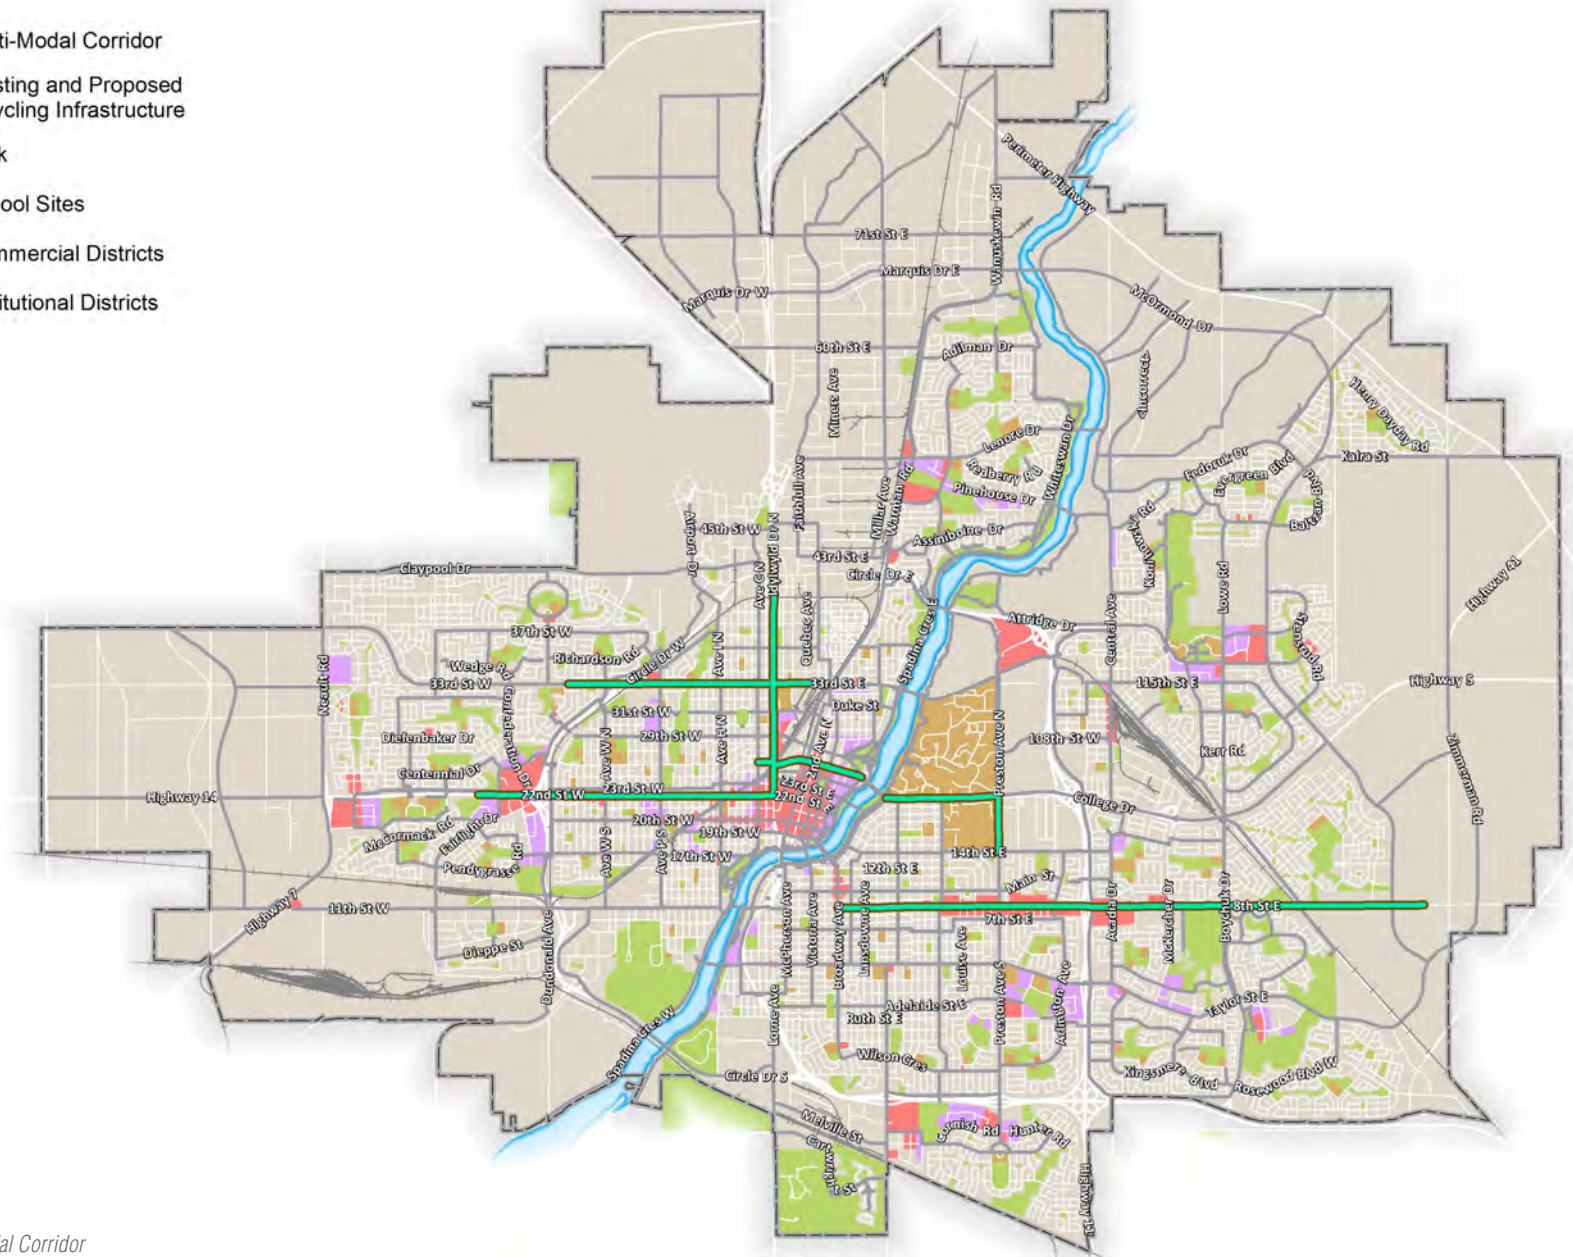 ti-Modal Corridor
sting and Proposed
ycling Infrastructure
k
ool Sites
mmercial Districts
titutional Districts
Perimeter Highway
Wanuskewin Rd
71st St E
Marquis Dr E
Marquis Dr W
McOrmond Dr
60th St E
Adilman Dr
<Incorrect>
Miners Ave
Henry Dayday Rd
Lenore Dr
Whiteswan Dr
Kalra St
Fedoruk Dr
Evergreen Blvd
Redberry Rd
Pinehouse Dr
Faithfull Ave
Millar Ave
Warman Rd
Baltzan Blvd
45th St W
Airport Dr
Idylwyld Dr N
Assiniboine Dr
43rd St E
Circle Dr E
Konihowski Rd
Lowe Rd
Highway 41
Claypool Dr
Ave C N
Quebec Ave
Spadina Cres E
Attridge Dr
Central Ave
Stensrud Rd
37th St W
Wedge Rd
Richardson Rd
Circle Dr W
Ave I N
Neault Rd
33rd St W
33rd St E
115th St E
Highway 5
Confederation Dr
31st St W
Duke St
29th St W
Ave H N
2nd Ave N
Preston Ave N
108th St W
Kerr Rd
Diefenbaker Dr
Ave W N
Zimmerman Rd
Centennial Dr
Highway 14
22nd St W
23rd St W
23rd St E
22nd St E
College Dr
McCormack Rd
Fairlight Dr
20th St W
19th St W
Ave W S
Ave P S
17th St W
Pendygrasse Rd
12th St E
14th St E
Main St
Highway 7
11th St W
McPherson Ave
Victoria Ave
Broadway Ave
Lansdowne Ave
7th St E
8th St E
Acadia Dr
McKercher Dr
Boychuk Dr
Dieppe St
Dundonald Ave
Louise Ave
Lorne Ave
Preston Ave S
Arlington Ave
Adelaide St E
Ruth St E
Taylor St E
Spadina Cres W
Wilson Cres
Circle Dr S
Kingsmere Blvd
Rosewood Blvd W
Melville St
Cartwright St
Cornish Rd
Hunter Rd
Highway 11
al Corridor